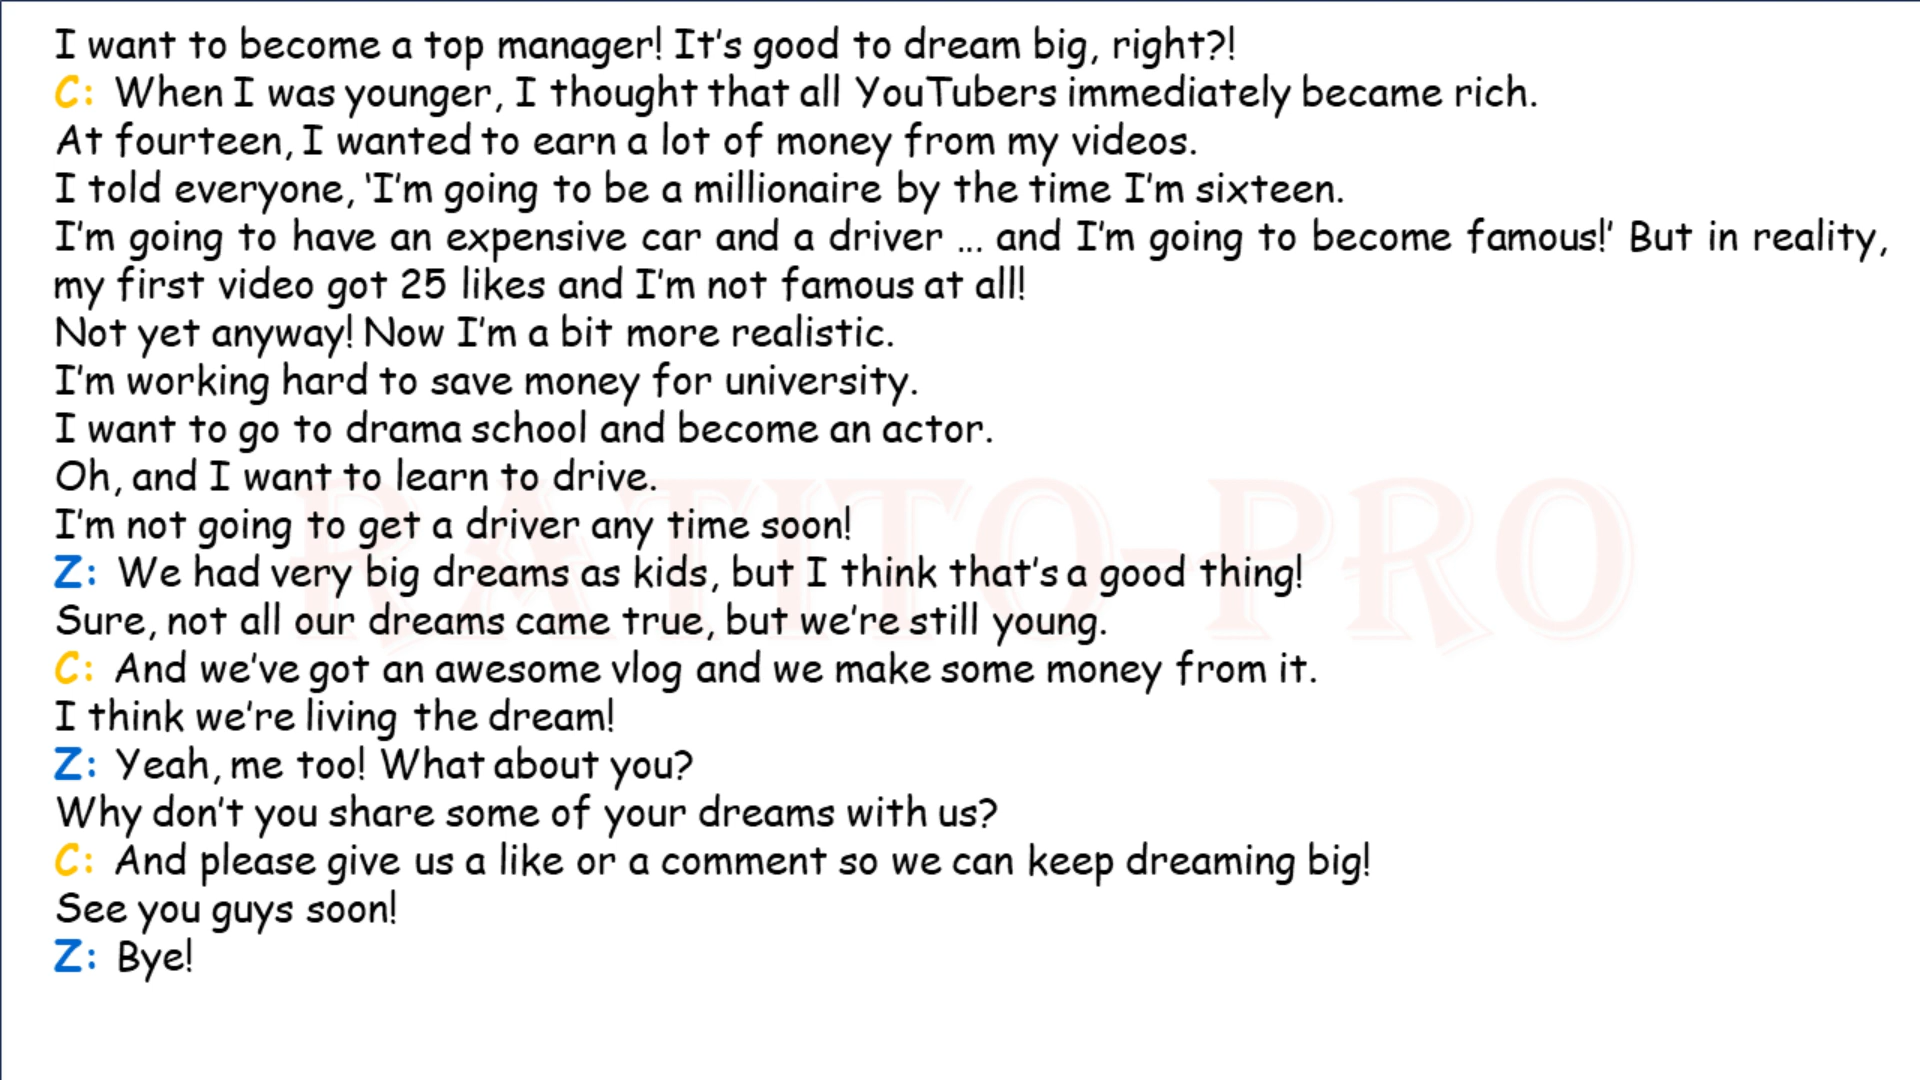 I want to become a top manager! It's good to dream big, right?!
C: When I was younger, I thought that all YouTubers immediately became rich.
At fourteen, I wanted to earn a lot of money from my videos.
I told everyone, 'I'm going to be a millionaire by the time I'm sixteen.
I'm going to have an expensive car and a driver ... and I'm going to become famous!' But in reality,
my first video got 25 likes and I'm not famous at all!
Not yet anyway! Now I'm a bit more realistic.
I'm working hard to save money for university.
I want to go to drama school and become an actor.
Oh, and I want to learn to drive.
I'm not going to get a driver any time soon!
Z: We had very big dreams as kids, but I think that's a good thing!
Sure, not all our dreams came true, but we're still young.
C: And we've got an awesome vlog and we make some money from it.
I think we're living the dream!
Z: Yeah, me too! What about you?
Why don't you share some of your dreams with us?
C: And please give us a like or a comment so we can keep dreaming big!
See you guys soon!
Z: Bye!
RATITO-PRO